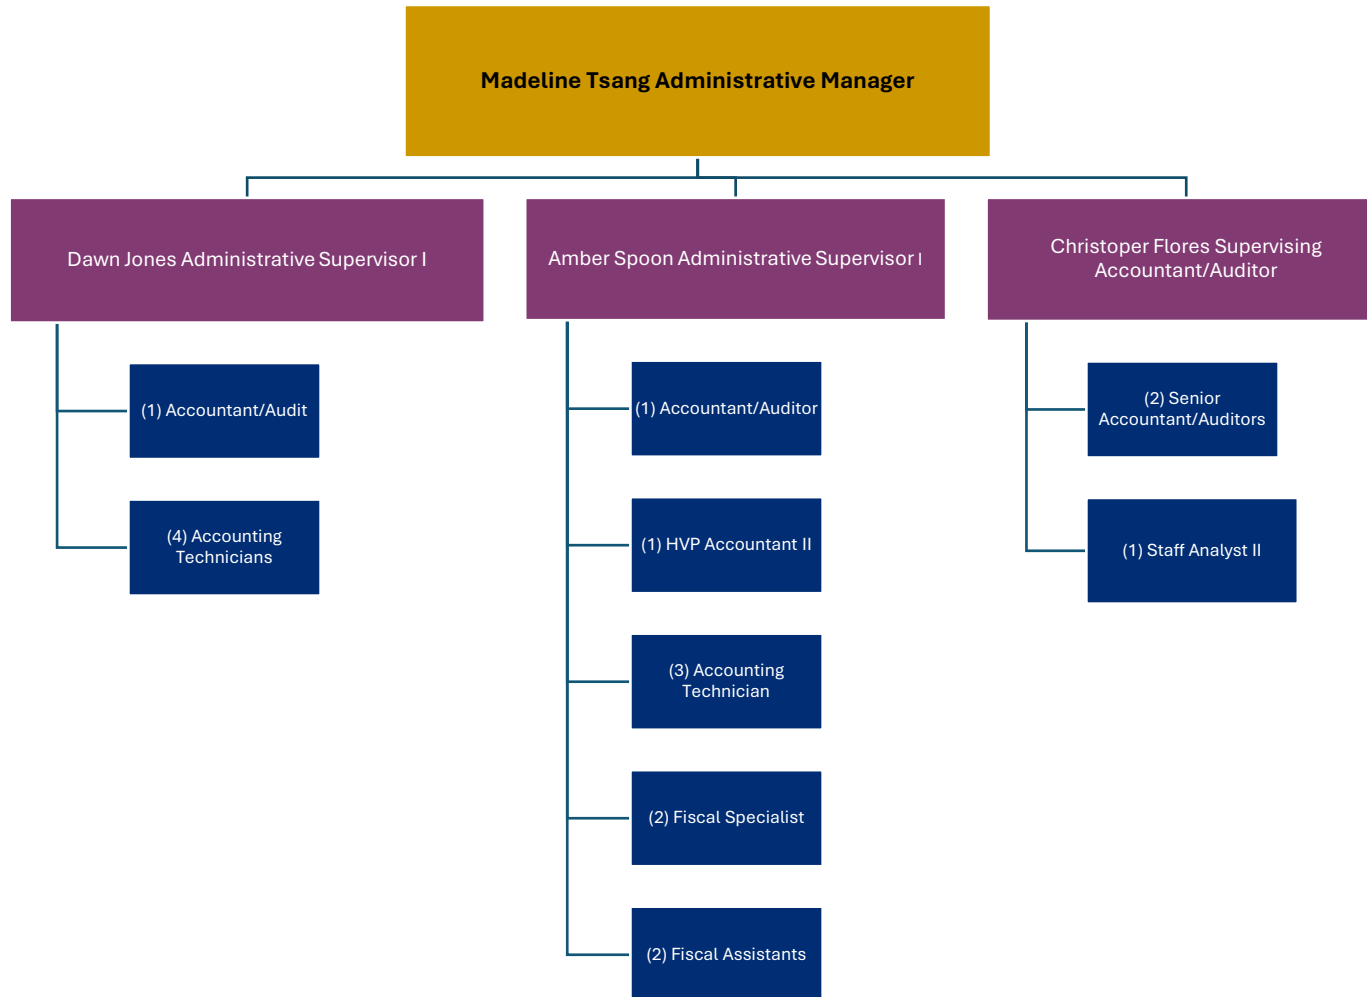 Madeline Tsang Administrative Manager
Dawn Jones Administrative Supervisor I
Amber Spoon Administrative Supervisor I
Christoper Flores Supervising
Accountant/Auditor
(1) Accountant/Audit
(4) Accounting
Technicians
(1) Accountant/Auditor
(1) HVP Accountant II
(3) Accounting
Technician
(2) Fiscal Specialist
(2) Fiscal Assistants
(2) Senior
Accountant/Auditors
(1) Staff Analyst II